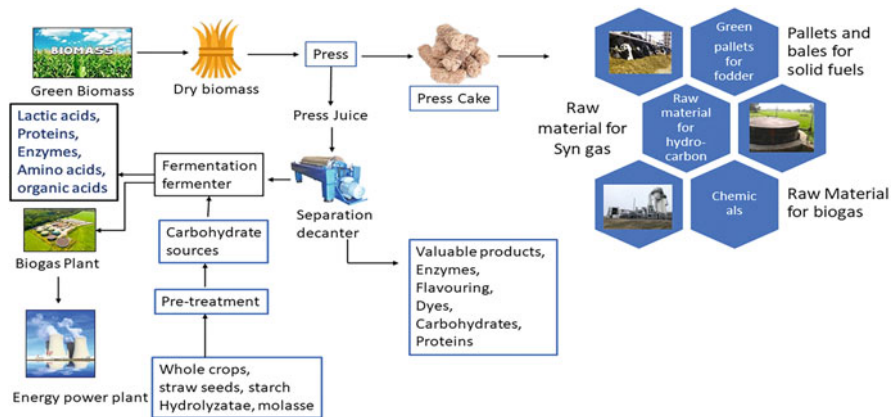 BIOMASS
Green Biomass
Dry biomass
Press
Press Cake
Press Juice
Green
pallets
for
fodder
Pallets and
bales for
solid fuels
Raw
material for
Syn gas
Raw
material
for
hydro-
carbon
Chemic
als
Raw Material
for biogas
Lactic acids,
Proteins,
Enzymes,
Amino acids,
organic acids
Fermentation
fermenter
Separation
decanter
Carbohydrate
sources
Biogas Plant
Pre-treatment
Valuable products,
Enzymes,
Flavouring,
Dyes,
Carbohydrates,
Proteins
Energy power plant
Whole crops,
straw seeds, starch
Hydrolyzatae, molasse